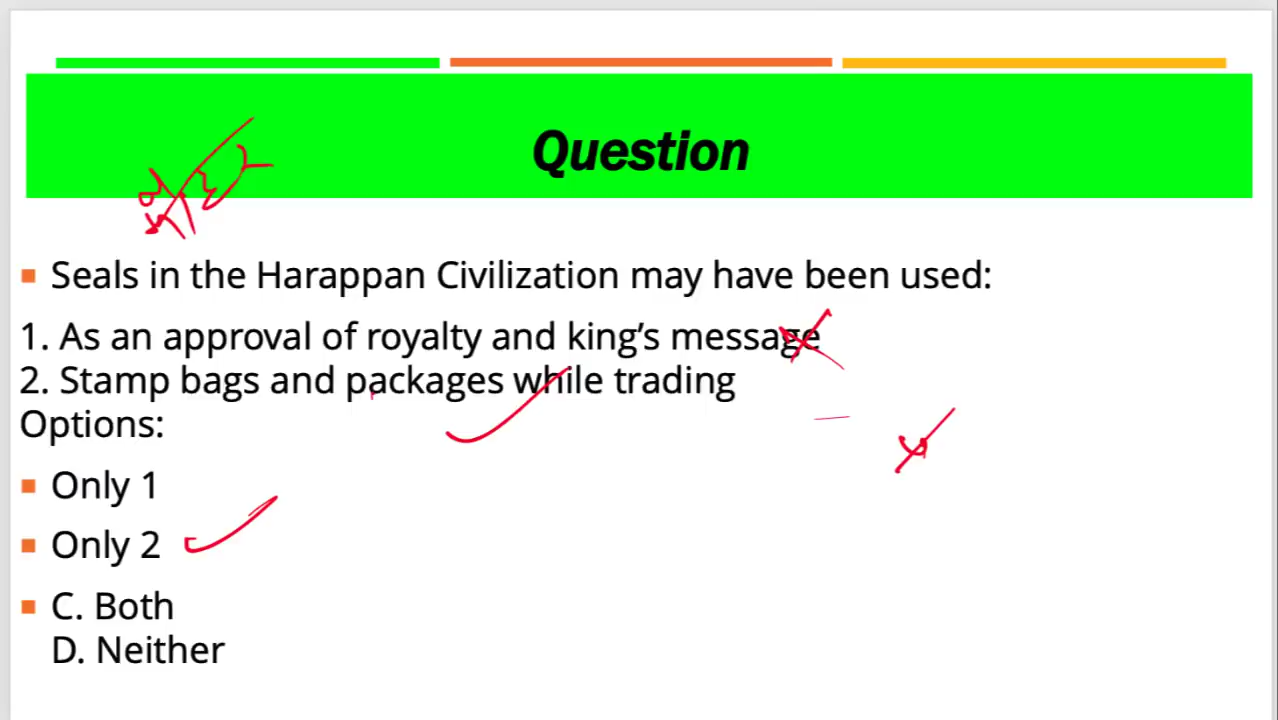 Question
Seals in the Harappan Civilization may have been used:
1. As an approval of royalty and king's message
2. Stamp bags and packages while trading
Options:
Only 1
Only 2
C. Both
D. Neither